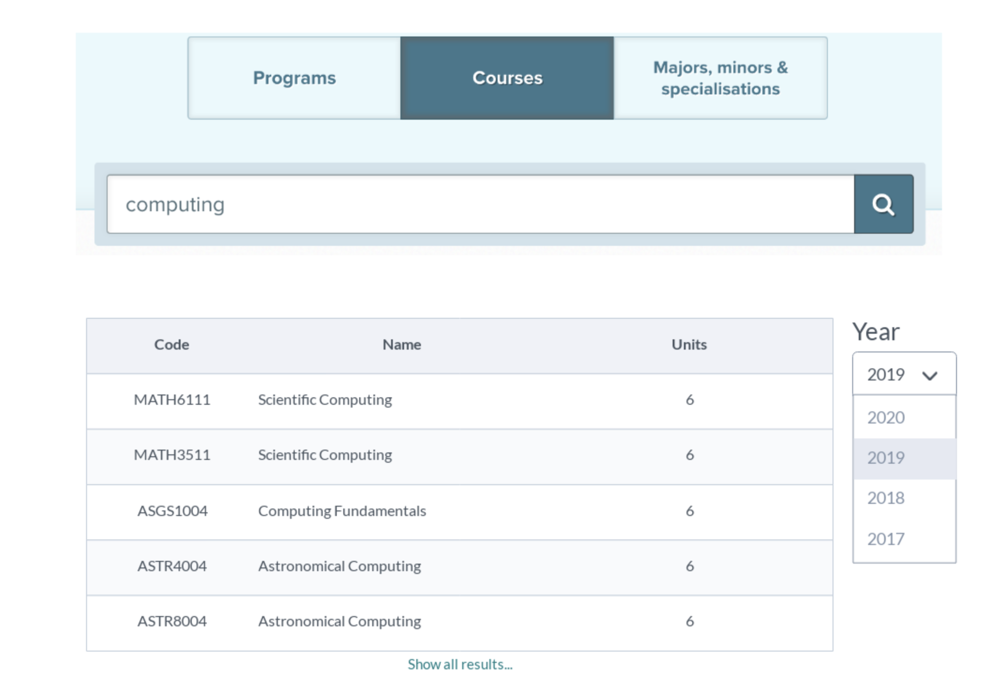 Programs
Courses
Majors, minors &
specialisations
computing
Code Name Units
MATH6111 Scientific Computing 6
MATH3511 Scientific Computing 6
ASGS1004 Computing Fundamentals 6
ASTR4004 Astronomical Computing 6
ASTR8004 Astronomical Computing 6
Show all results...
Year
2019
2020
2019
2018
2017